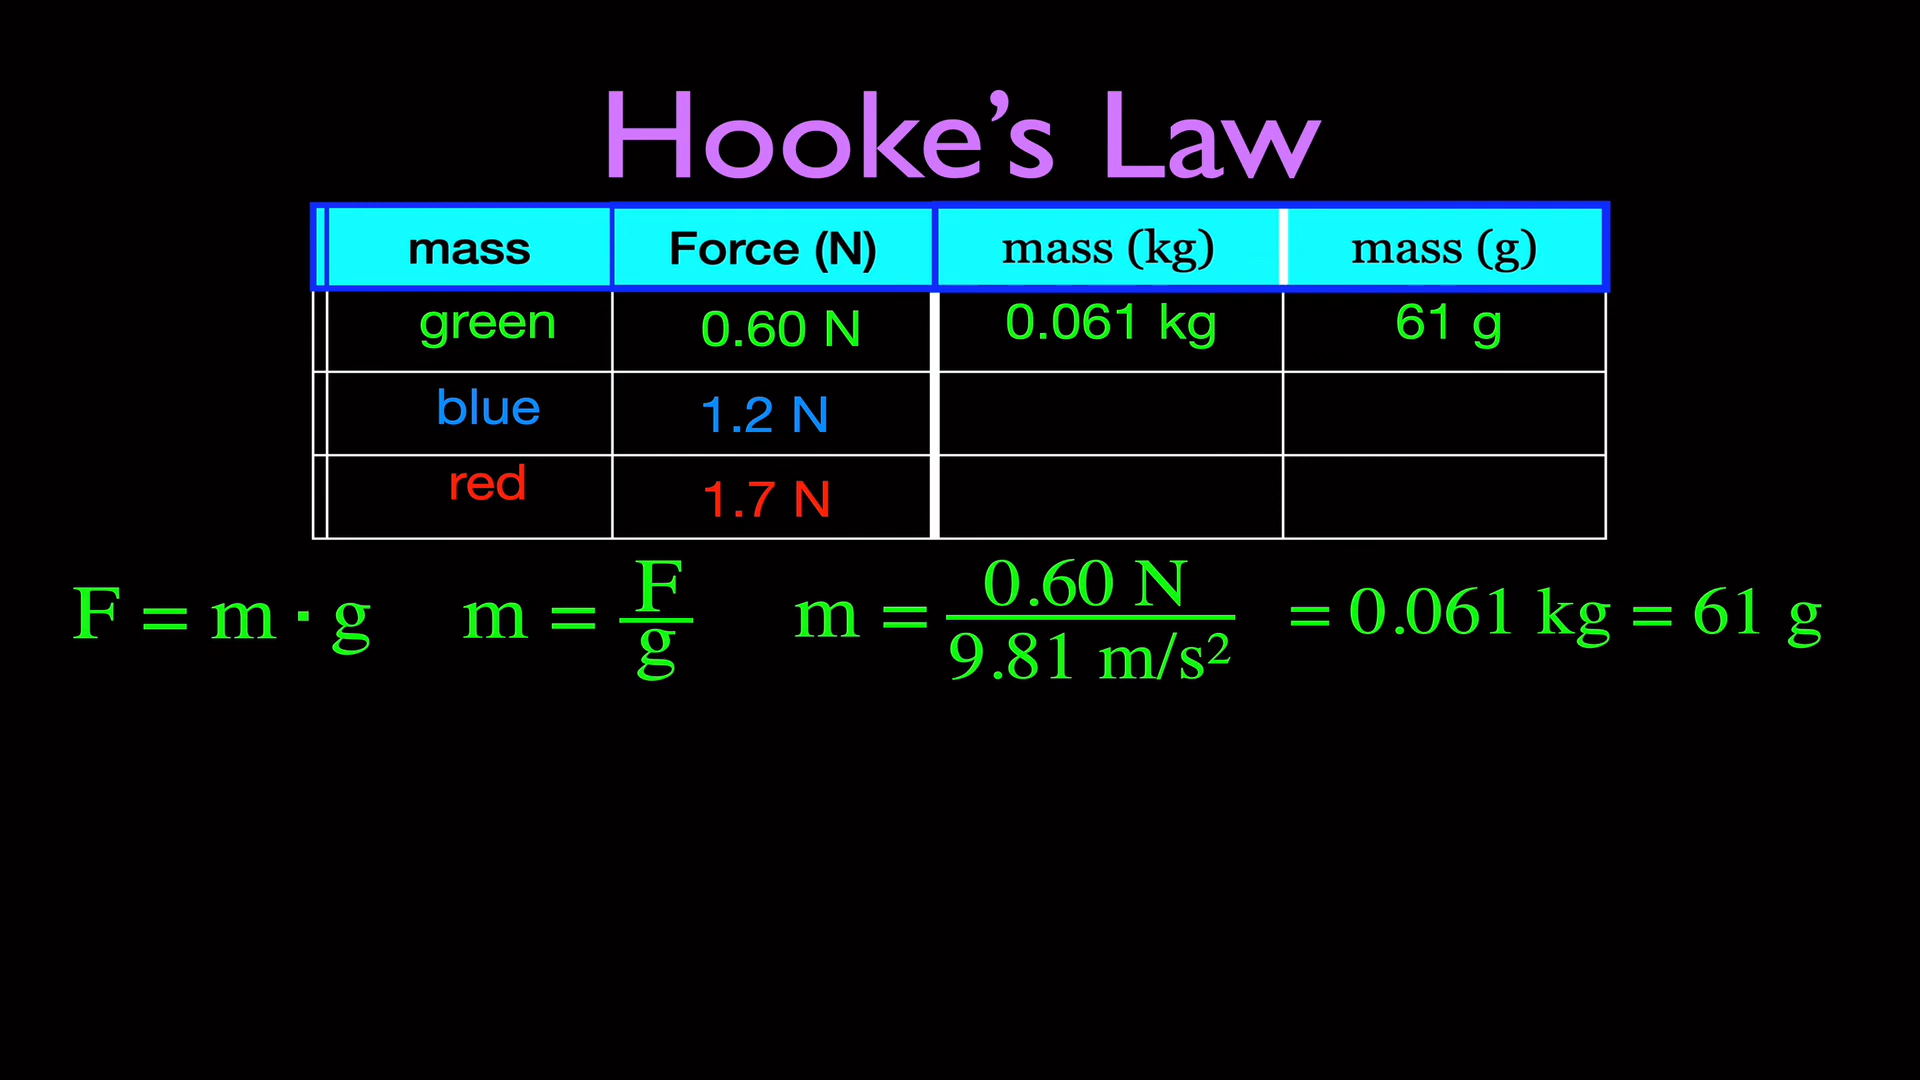 Hooke’s Law
mass Force (N) mass (kg) mass (g)
green 0.60 N 0.061 kg 61 g
blue 1.2 N
red 1.7 N
F = m · g m = F/g m = 0.60 N / 9.81 m/s² = 0.061 kg = 61 g